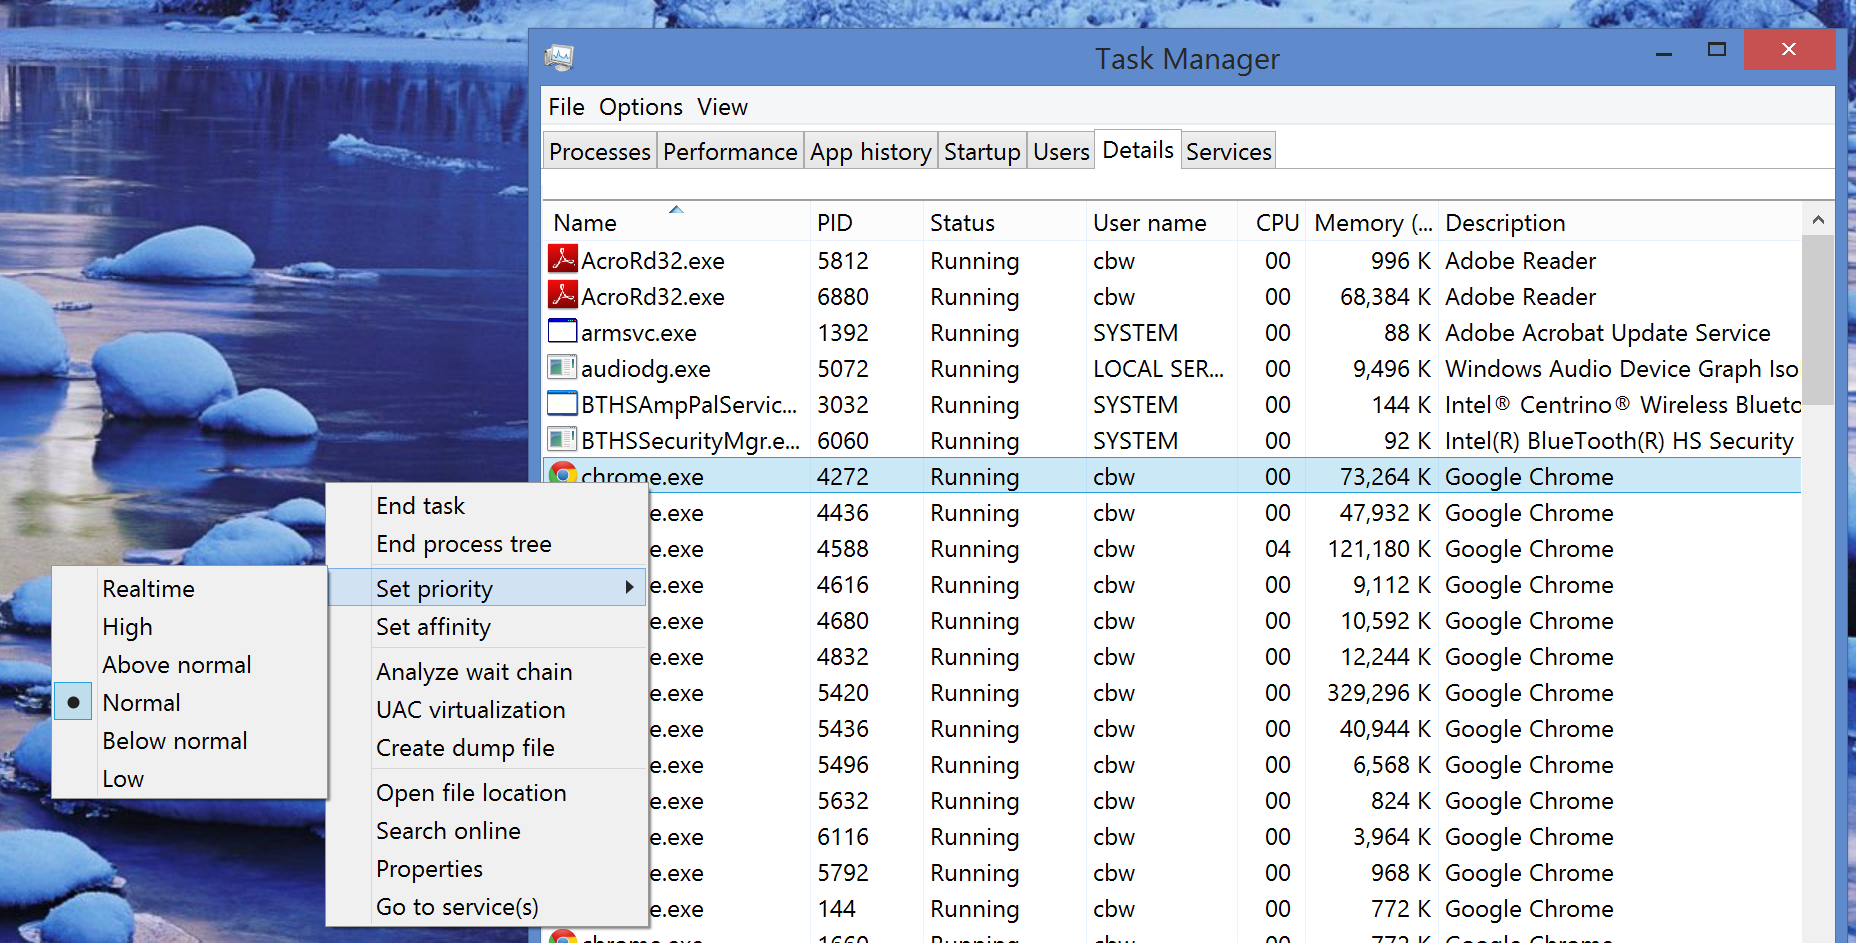 Task Manager
File Options View
Processes Performance App history Startup Users Details Services
Name PID Status User name CPU Memory (... Description
AcroRd32.exe 5812 Running cbw 00 996 K Adobe Reader
AcroRd32.exe 6880 Running cbw 00 68,384 K Adobe Reader
armsvc.exe 1392 Running SYSTEM 00 88 K Adobe Acrobat Update Service
audiodg.exe 5072 Running LOCAL SER... 00 9,496 K Windows Audio Device Graph Iso
BTHSAmpPalServic... 3032 Running SYSTEM 00 144 K Intel® Centrino® Wireless Blueto
BTHSSecurityMgr.e... 6060 Running SYSTEM 00 92 K Intel(R) BlueTooth(R) HS Security
chrome.exe 4272 Running cbw 00 73,264 K Google Chrome
e.exe 4436 Running cbw 00 47,932 K Google Chrome
e.exe 4588 Running cbw 04 121,180 K Google Chrome
e.exe 4616 Running cbw 00 9,112 K Google Chrome
e.exe 4680 Running cbw 00 10,592 K Google Chrome
e.exe 4832 Running cbw 00 12,244 K Google Chrome
e.exe 5420 Running cbw 00 329,296 K Google Chrome
e.exe 5436 Running cbw 00 40,944 K Google Chrome
e.exe 5496 Running cbw 00 6,568 K Google Chrome
e.exe 5632 Running cbw 00 824 K Google Chrome
e.exe 6116 Running cbw 00 3,964 K Google Chrome
e.exe 5792 Running cbw 00 968 K Google Chrome
e.exe 144 Running cbw 00 772 K Google Chrome
chrome.exe 1660 Running cbw 00 772 K Google Chrome
End task
End process tree
Set priority
Set affinity
Analyze wait chain
UAC virtualization
Create dump file
Open file location
Search online
Properties
Go to service(s)
Realtime
High
Above normal
Normal
Below normal
Low